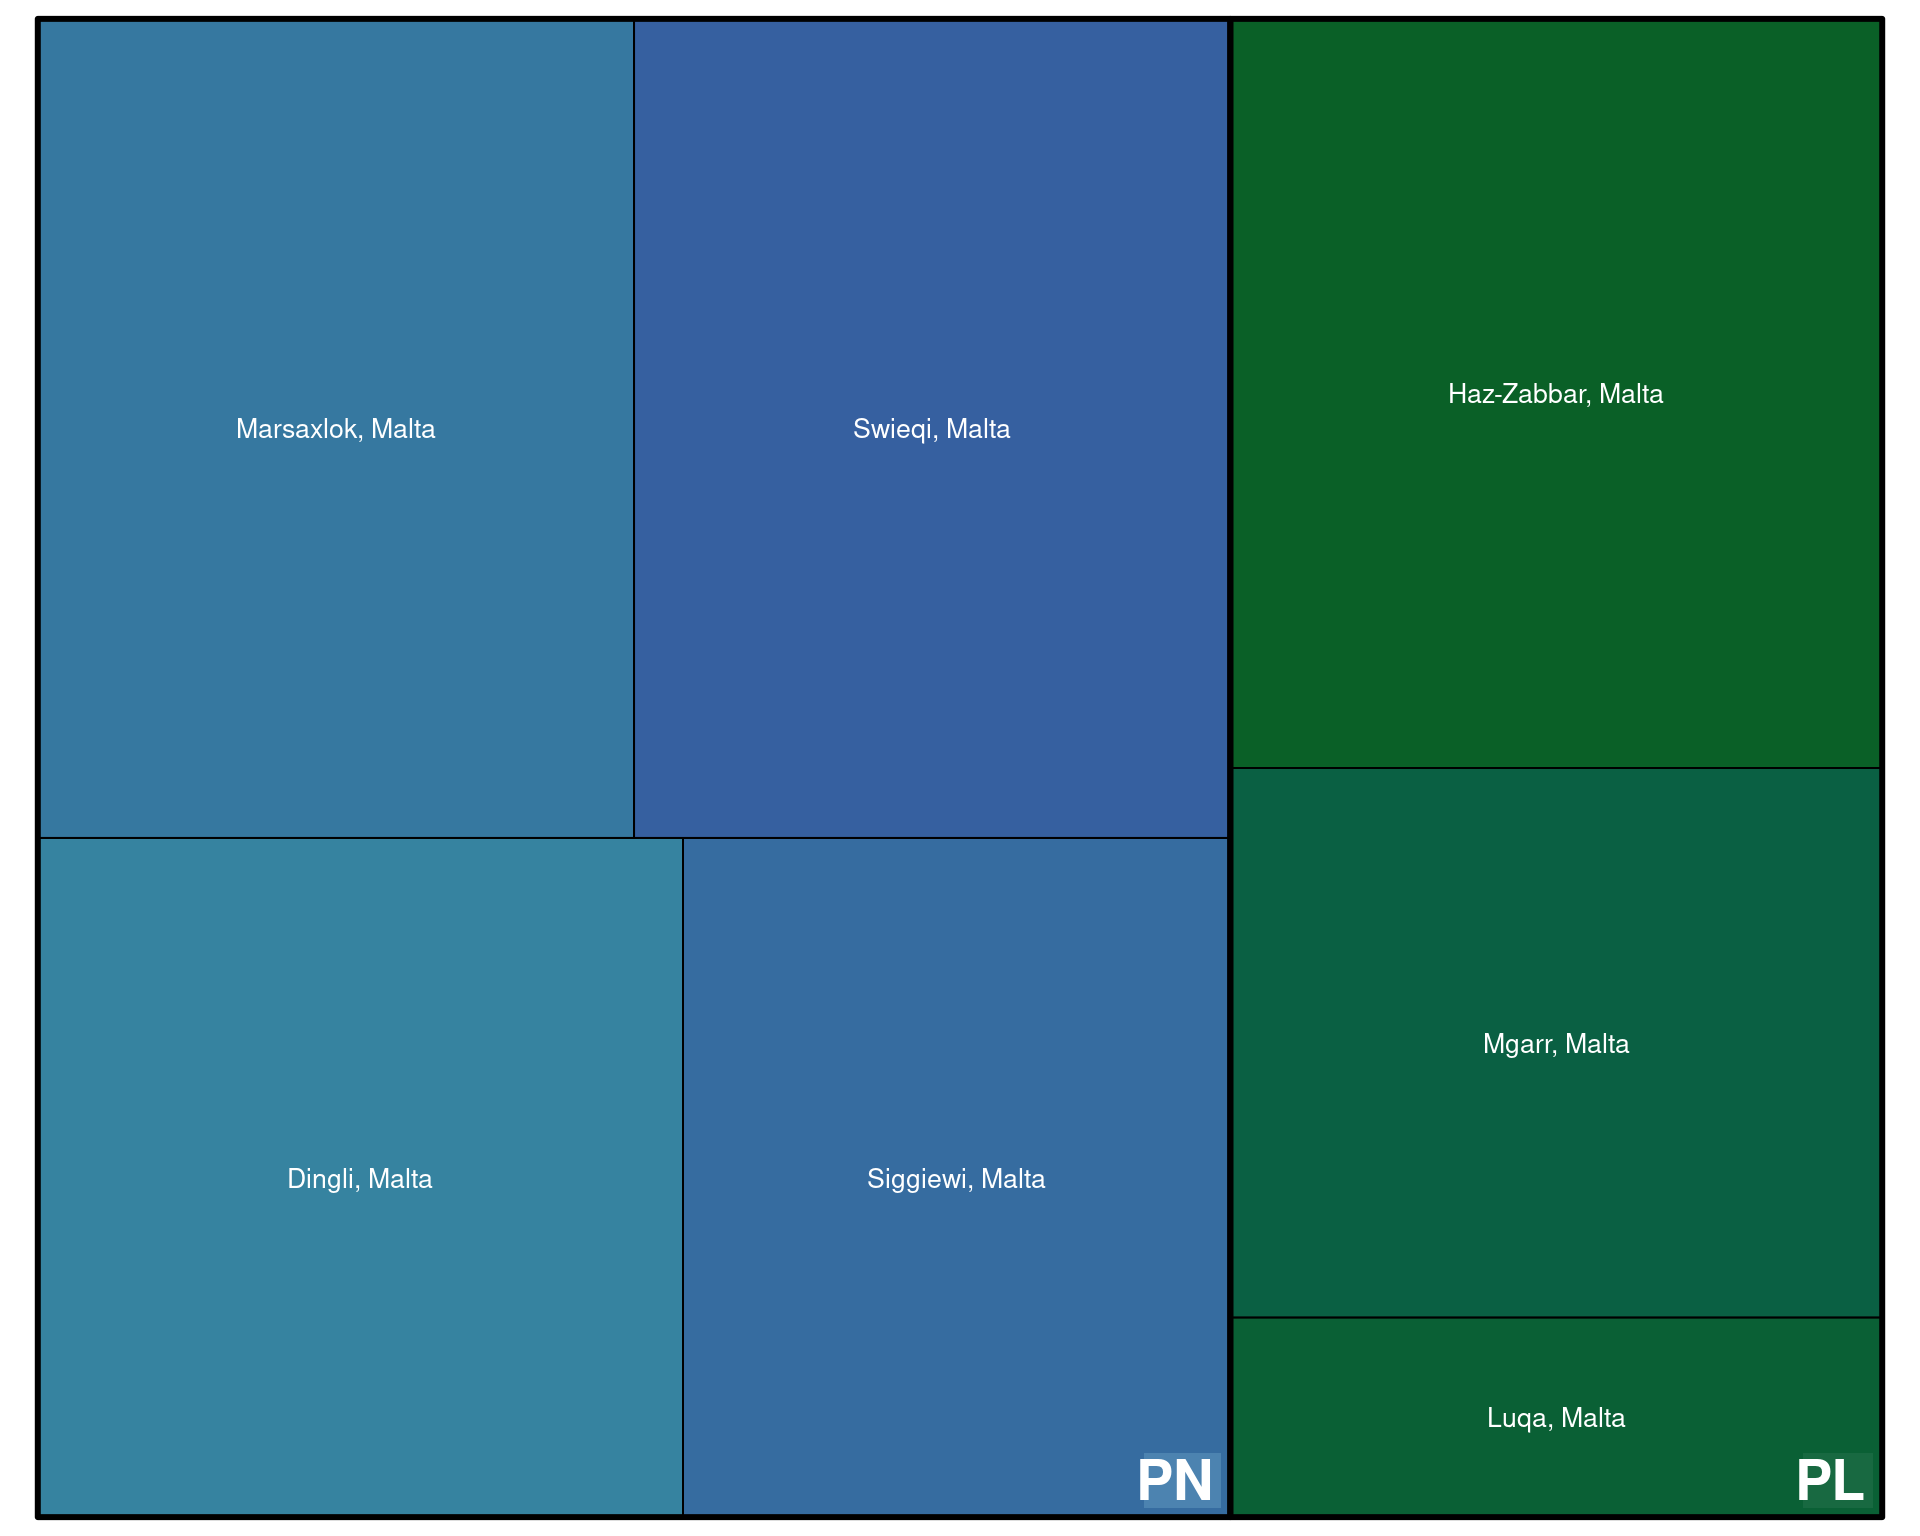 Marsaxlok, Malta
Swieqi, Malta
Haz-Zabbar, Malta
Mgarr, Malta
Dingli, Malta
Siggiewi, Malta
Luqa, Malta
PN
PL